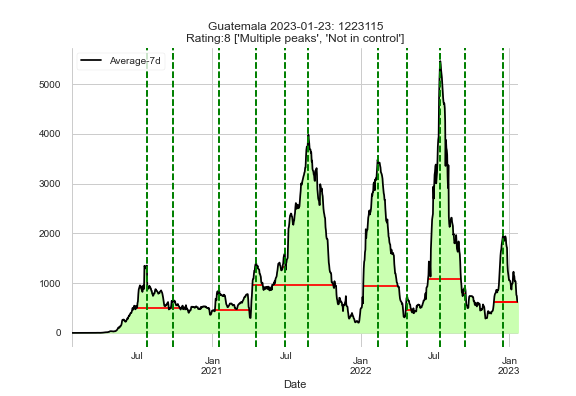 Guatemala 2023-01-23: 1223115
Rating:8 ['Multiple peaks', 'Not in control']
Average-7d
5000
4000
3000
2000
1000
0
Jul
Jan
2021
Jul
Jan
2022
Jul
Jan
2023
Date